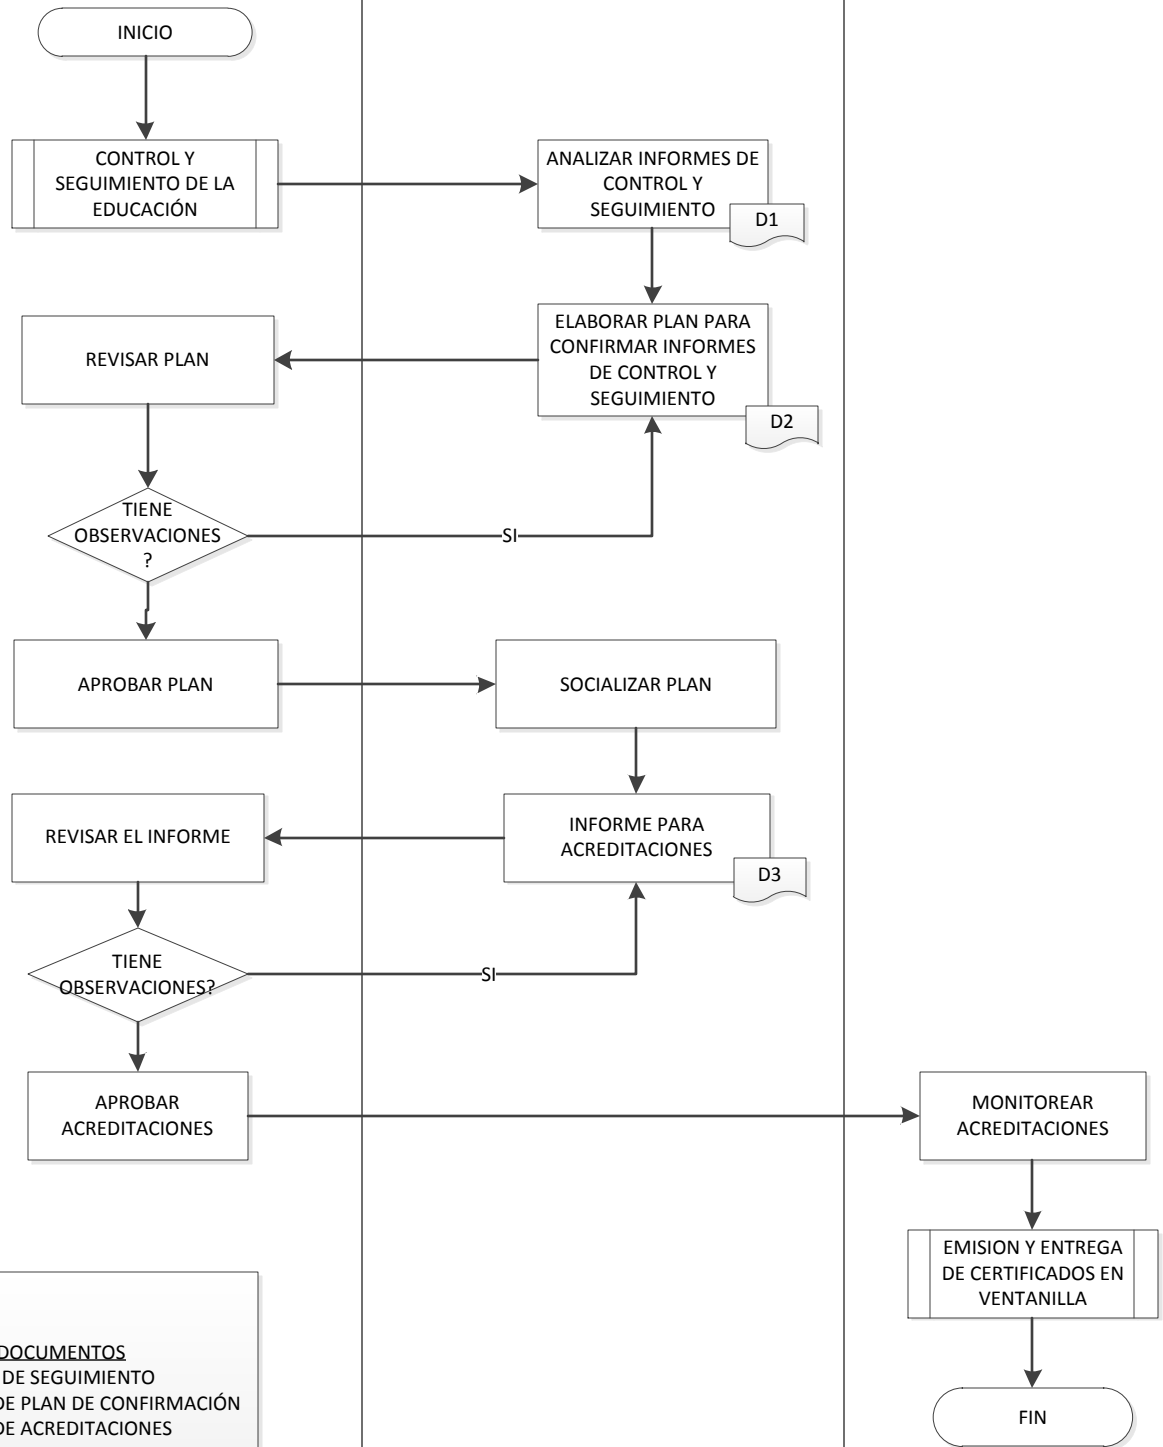 INICIO
CONTROL Y
SEGUIMIENTO DE LA
EDUCACIÓN
ANALIZAR INFORMES DE
CONTROL Y
SEGUIMIENTO
D1
ELABORAR PLAN PARA
CONFIRMAR INFORMES
DE CONTROL Y
SEGUIMIENTO
D2
REVISAR PLAN
TIENE
OBSERVACIONES
?
SI
APROBAR PLAN
SOCIALIZAR PLAN
INFORME PARA
ACREDITACIONES
D3
REVISAR EL INFORME
TIENE
OBSERVACIONES?
SI
APROBAR
ACREDITACIONES
MONITOREAR
ACREDITACIONES
EMISION Y ENTREGA
DE CERTIFICADOS EN
VENTANILLA
FIN
DOCUMENTOS
DE SEGUIMIENTO
DE PLAN DE CONFIRMACIÓN
DE ACREDITACIONES